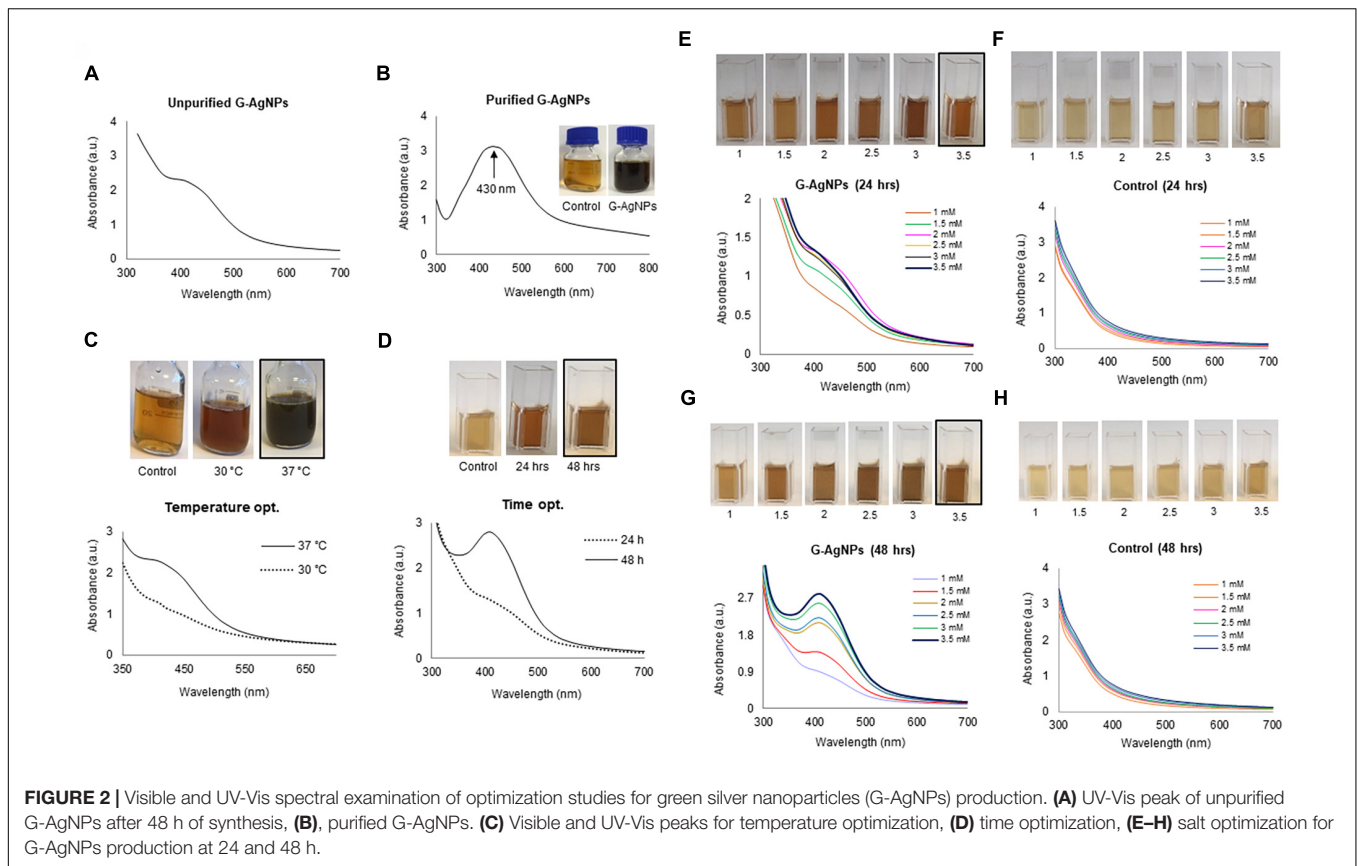 A
Unpurified G-AgNPs
Absorbance (a.u.)
4
3
2
1
0
300 400 500 600 700
Wavelength (nm)
B
Purified G-AgNPs
Absorbance (a.u.)
4
3
2
1
0
430 nm
Control G-AgNPs
300 400 500 600 700 800
Wavelength (nm)
C
Control 30 °C 37 °C
Temperature opt.
Absorbance (a.u.)
3
2
1
0
37 °C
30 °C
350 450 550 650
Wavelength (nm)
D
Control 24 hrs 48 hrs
Time opt.
Absorbance (a.u.)
3
2
1
0
24 h
48 h
300 400 500 600 700
Wavelength (nm)
E
1 1.5 2 2.5 3 3.5
G-AgNPs (24 hrs)
Absorbance (a.u.)
2
1.5
1
0.5
0
1 mM
1.5 mM
2 mM
2.5 mM
3 mM
3.5 mM
300 400 500 600 700
Wavelength (nm)
F
1 1.5 2 2.5 3 3.5
Control (24 hrs)
Absorbance (a.u.)
4
3
2
1
0
1 mM
1.5 mM
2 mM
2.5 mM
3 mM
3.5 mM
300 400 500 600 700
Wavelength (nm)
G
1 1.5 2 2.5 3 3.5
G-AgNPs (48 hrs)
Absorbance (a.u.)
2.7
1.8
0.9
0
1 mM
1.5 mM
2 mM
2.5 mM
3 mM
3.5 mM
300 400 500 600 700
Wavelength (nm)
H
1 1.5 2 2.5 3 3.5
Control (48 hrs)
Absorbance (a.u.)
4
3
2
1
0
1 mM
1.5 mM
2 mM
2.5 mM
3 mM
3.5 mM
300 400 500 600 700
Wavelength (nm)
FIGURE 2 | Visible and UV-Vis spectral examination of optimization studies for green silver nanoparticles (G-AgNPs) production. (A) UV-Vis peak of unpurified
G-AgNPs after 48 h of synthesis, (B), purified G-AgNPs. (C) Visible and UV-Vis peaks for temperature optimization, (D) time optimization, (E–H) salt optimization for
G-AgNPs production at 24 and 48 h.